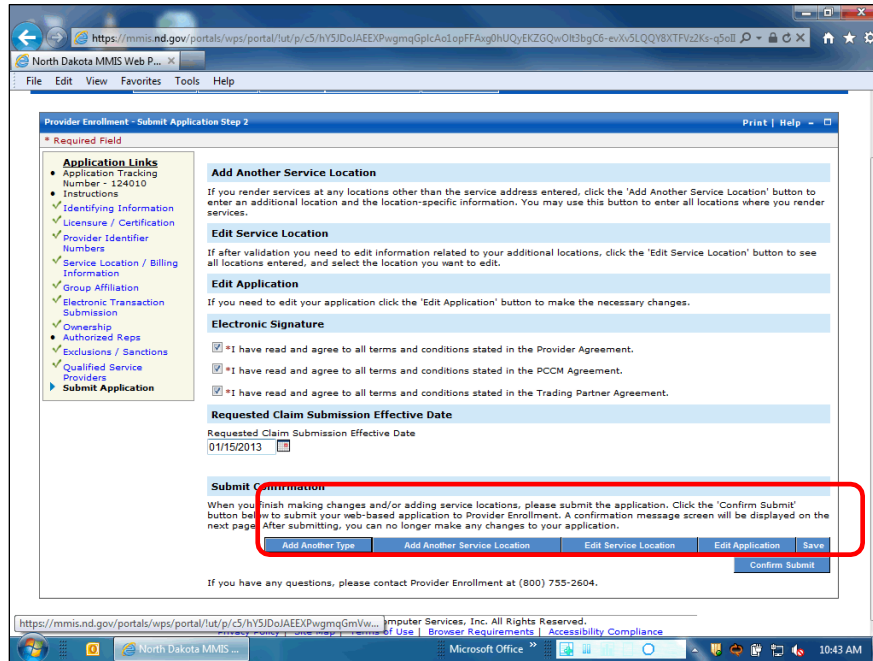 https://mmis.nd.gov/portals/wps/portal/!ut/p/c5/
North Dakota MMIS Web P...
File Edit View Favorites Tools Help
Provider Enrollment - Submit Application Step 2
Print | Help
* Required Field
Application Links
Application Tracking
Number - 124010
Instructions
Identifying Information
Licensure / Certification
Provider Identifier
Numbers
Service Location / Billing
Information
Group Affiliation
Electronic Transaction
Submission
Ownership
Authorized Reps
Exclusions / Sanctions
Qualified Service
Providers
Submit Application
Add Another Service Location
If you render services at any locations other than the service address entered, click the 'Add Another Service Location' button to
enter an additional location and the location-specific information. You may use this button to enter all locations where you render
services.
Edit Service Location
If after validation you need to edit information related to your additional locations, click the 'Edit Service Location' button to see
all locations entered, and select the location you want to edit.
Edit Application
If you need to edit your application click the 'Edit Application' button to make the necessary changes.
Electronic Signature
*I have read and agree to all terms and conditions stated in the Provider Agreement.
*I have read and agree to all terms and conditions stated in the PCCM Agreement.
*I have read and agree to all terms and conditions stated in the Trading Partner Agreement.
Requested Claim Submission Effective Date
Requested Claim Submission Effective Date
01/15/2013
Submit Confirmation
When you finish making changes and/or adding service locations, please submit the application. Click the 'Confirm Submit'
button below to submit your web-based application to Provider Enrollment. A confirmation message screen will be displayed on the
next page. After submitting, you can no longer make any changes to your application.
Add Another Type Add Another Service Location Edit Service Location Edit Application Save
Confirm Submit
If you have any questions, please contact Provider Enrollment at (800) 755-2604.
https://mmis.nd.gov/portals/wps/portal/!ut/p/c5/hY5JDoJAEEXPwgmqGmVw...
mputer Services, Inc. All Rights Reserved.
Privacy Policy | Site Map | Terms of Use | Browser Requirements | Accessibility Compliance
North Dakota MMIS ...
Microsoft Office »
10:43 AM